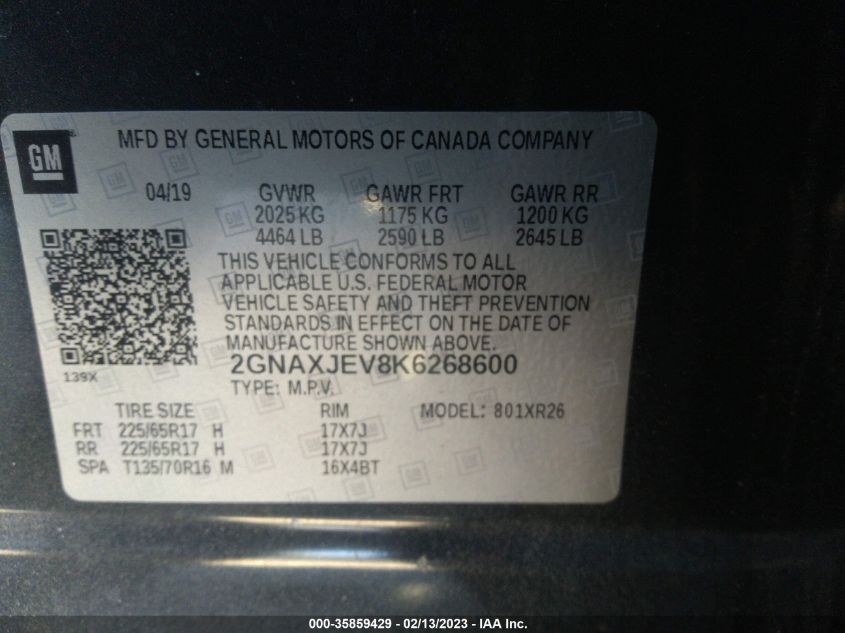 MFD BY GENERAL MOTORS OF CANADA COMPANY
GM
04/19 GVWR GAWR FRT GAWR RR
2025 KG 1175 KG 1200 KG
4464 LB 2590 LB 2645 LB
THIS VEHICLE CONFORMS TO ALL
APPLICABLE U.S. FEDERAL MOTOR
VEHICLE SAFETY AND THEFT PREVENTION
STANDARDS IN EFFECT ON THE DATE OF
MANUFACTURE SHOWN ABOVE.
2GNAXJEV8K6268600
139X
TYPE: M.P.V.
TIRE SIZE RIM MODEL: 801XR26
FRT 225/65R17 H 17X7J
RR 225/65R17 H 17X7J
SPA T135/70R16 M 16X4BT
000-35859429 - 02/13/2023 - IAA Inc.